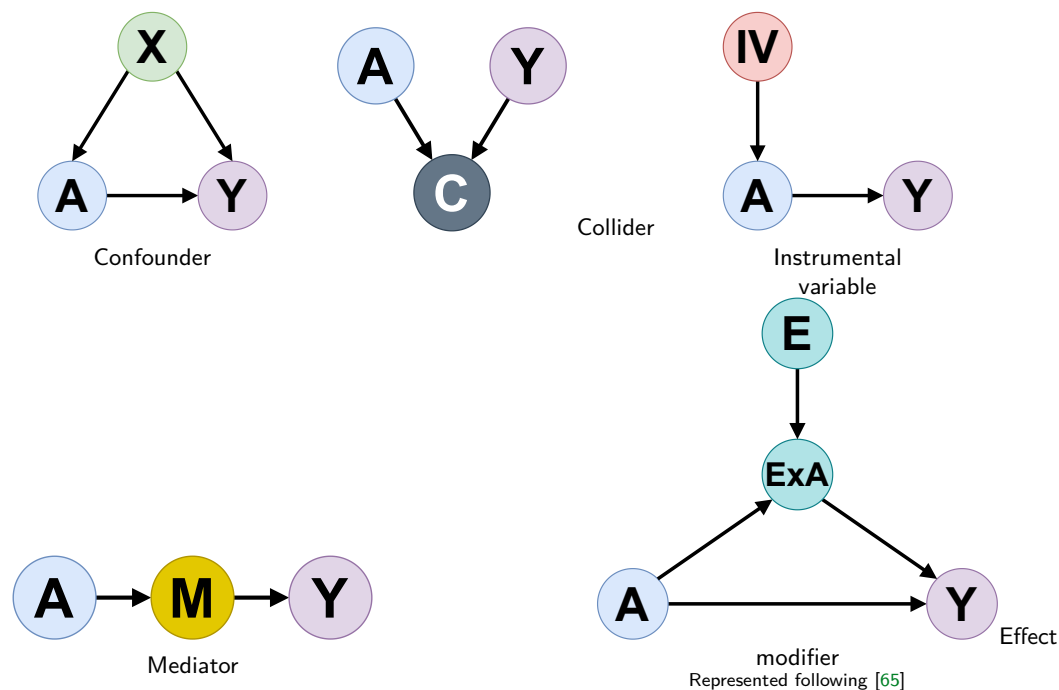 X
A
Y
Confounder
A
Y
C
Collider
IV
A
Y
Instrumental
variable
A
M
Y
Mediator
E
ExA
A
Y
Effect
modifier
Represented following [65]